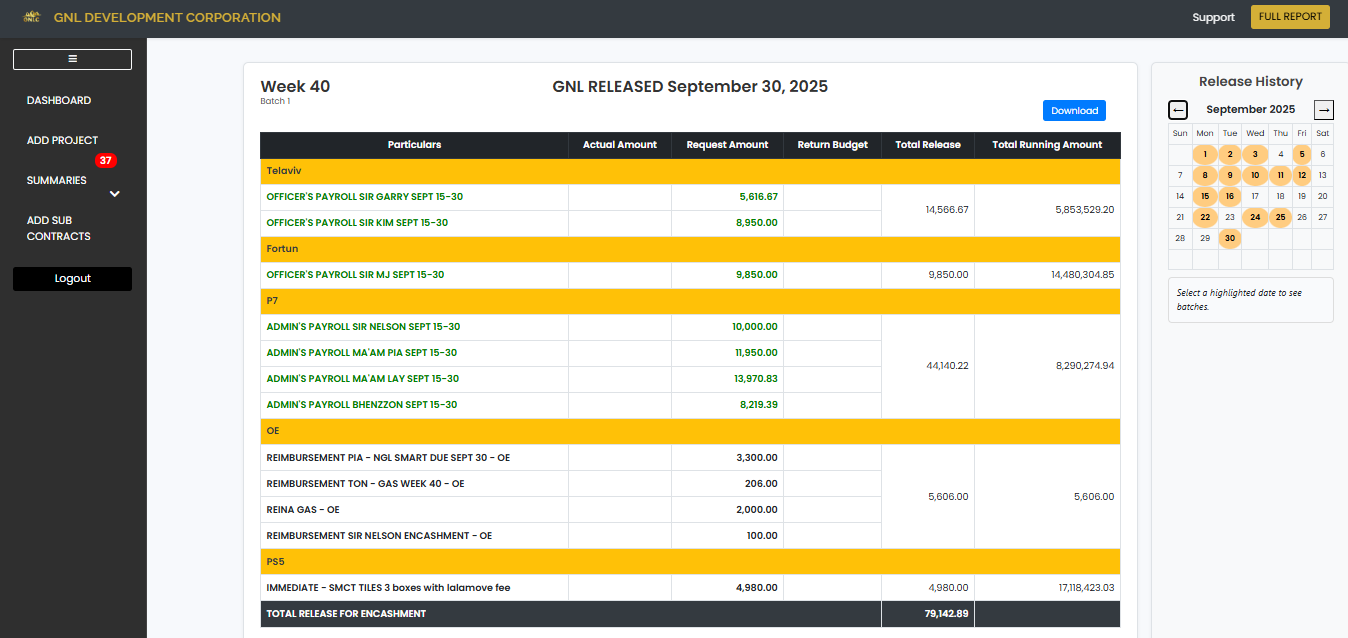 GNLC
GNL DEVELOPMENT CORPORATION
Support
FULL REPORT
DASHBOARD
ADD PROJECT
37
SUMMARIES
ADD SUB
CONTRACTS
Logout
Week 40
Batch 1
GNL RELEASED September 30, 2025
Download
Particulars Actual Amount Request Amount Return Budget Total Release Total Running Amount
Telaviv
OFFICER'S PAYROLL SIR GARRY SEPT 15-30 5,616.67
14,566.67 5,853,529.20
OFFICER'S PAYROLL SIR KIM SEPT 15-30 8,950.00
Fortun
OFFICER'S PAYROLL SIR MJ SEPT 15-30 9,850.00 9,850.00 14,480,304.85
P7
ADMIN'S PAYROLL SIR NELSON SEPT 15-30 10,000.00
ADMIN'S PAYROLL MA'AM PIA SEPT 15-30 11,950.00
44,140.22 8,290,274.94
ADMIN'S PAYROLL MA'AM LAY SEPT 15-30 13,970.83
ADMIN'S PAYROLL BHENZZON SEPT 15-30 8,219.39
OE
REIMBURSEMENT PIA - NGL SMART DUE SEPT 30 - OE 3,300.00
REIMBURSEMENT TON - GAS WEEK 40 - OE 206.00
5,606.00 5,606.00
REINA GAS - OE 2,000.00
REIMBURSEMENT SIR NELSON ENCASHMENT - OE 100.00
PS5
IMMEDIATE - SMCT TILES 3 boxes with lalamove fee 4,980.00 4,980.00 17,118,423.03
TOTAL RELEASE FOR ENCASHMENT 79,142.89
Release History
← September 2025 →
Sun Mon Tue Wed Thu Fri Sat
1 2 3 4 5 6
7 8 9 10 11 12 13
14 15 16 17 18 19 20
21 22 23 24 25 26 27
28 29 30
Select a highlighted date to see
batches.